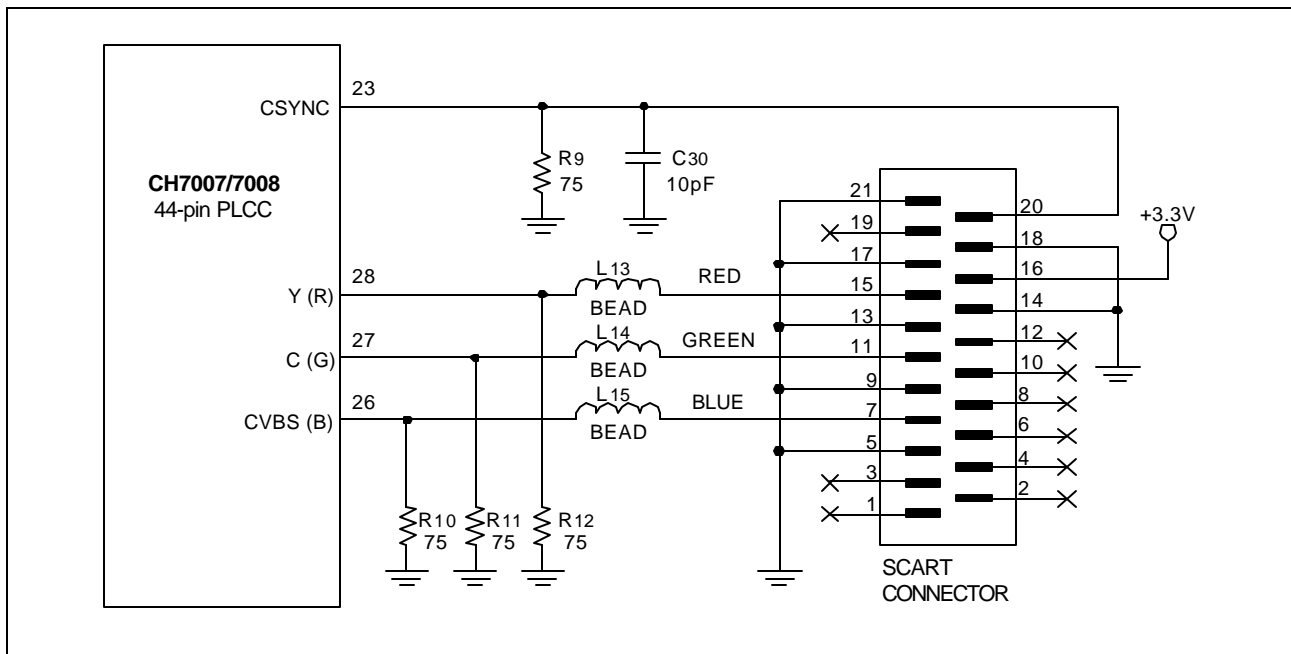 23
CSYNC
CH7007/7008
44-pin PLCC
R9
75
C30
10pF
21
20
+3.3V
19
18
17
16
28
L13
RED
15
Y (R)
BEAD
14
13
27
L14
GREEN
12
C (G)
BEAD
11
10
9
26
L15
BLUE
8
CVBS (B)
BEAD
7
6
5
4
3
2
1
R10
75
R11
75
R12
75
SCART
CONNECTOR